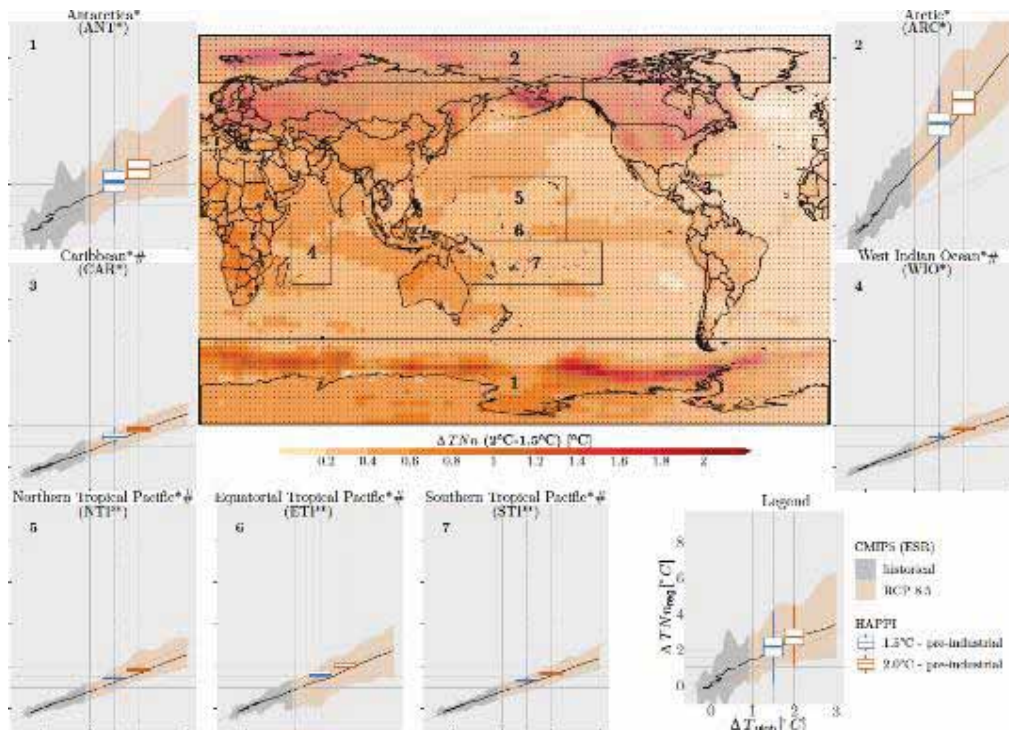 Antarctica*
(ANT*)
1
Arctic*
(ARC*)
2
2
3
4
5
6
7
1
Caribbean*#
(CAR*)
3
West Indian Ocean*#
(WIO*)
4
ΔTNn (2°C-1.5°C) [°C]
0.2 0.4 0.6 0.8 1 1.2 1.4 1.6 1.8 2
Northern Tropical Pacific*#
5
Equatorial Tropical Pacific*#
6
Southern Tropical Pacific*#
7
Legend
ΔTNn reg [°C]
8
6
4
2
0
0 1 2 3
CMIP5 (ESR)
historical
RCP 8.5
HAPPI
1.5°C - pre-industrial
2.0°C - pre-industrial